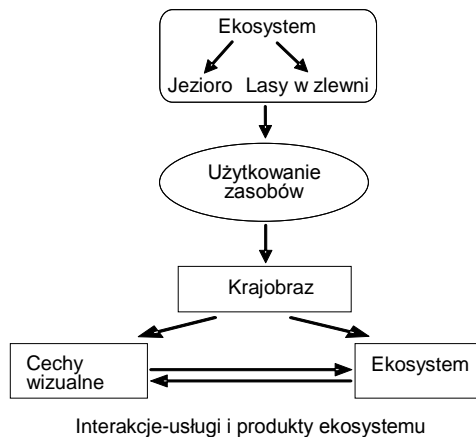 Ekosystem
Jezioro Lasy w zlewni
Użytkowanie
zasobów
Krajobraz
Cechy
wizualne
Ekosystem
Interakcje-usługi i produkty ekosystemu